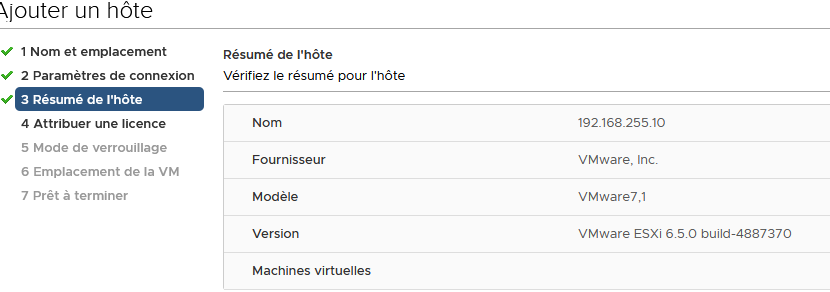 Ajouter un hôte
1 Nom et emplacement
2 Paramètres de connexion
3 Résumé de l'hôte
4 Attribuer une licence
5 Mode de verrouillage
6 Emplacement de la VM
7 Prêt à terminer
Résumé de l'hôte
Vérifiez le résumé pour l'hôte
Nom 192.168.255.10
Fournisseur VMware, Inc.
Modèle VMware7,1
Version VMware ESXi 6.5.0 build-4887370
Machines virtuelles